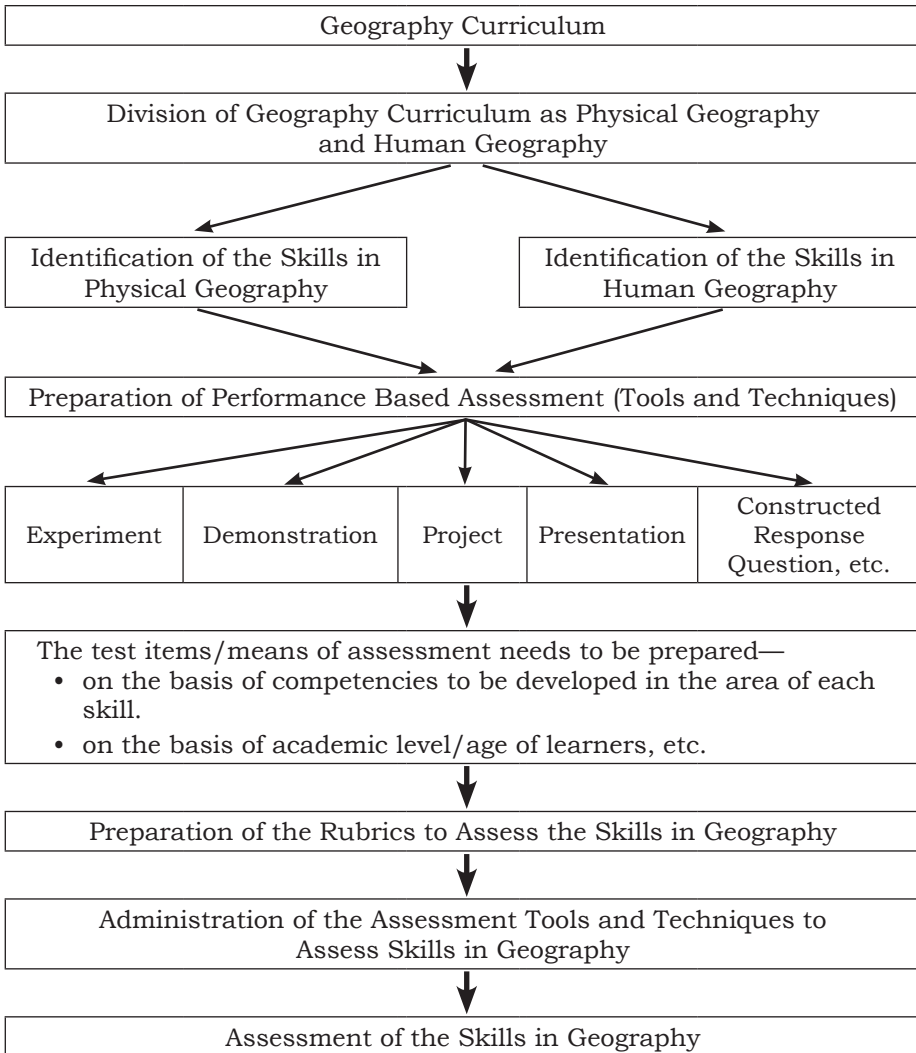 Geography Curriculum
Division of Geography Curriculum as Physical Geography
and Human Geography
Identification of the Skills in
Physical Geography
Identification of the Skills in
Human Geography
Preparation of Performance Based Assessment (Tools and Techniques)
Experiment
Demonstration
Project
Presentation
Constructed
Response
Question, etc.
The test items/means of assessment needs to be prepared—
• on the basis of competencies to be developed in the area of each
skill.
• on the basis of academic level/age of learners, etc.
Preparation of the Rubrics to Assess the Skills in Geography
Administration of the Assessment Tools and Techniques to
Assess Skills in Geography
Assessment of the Skills in Geography